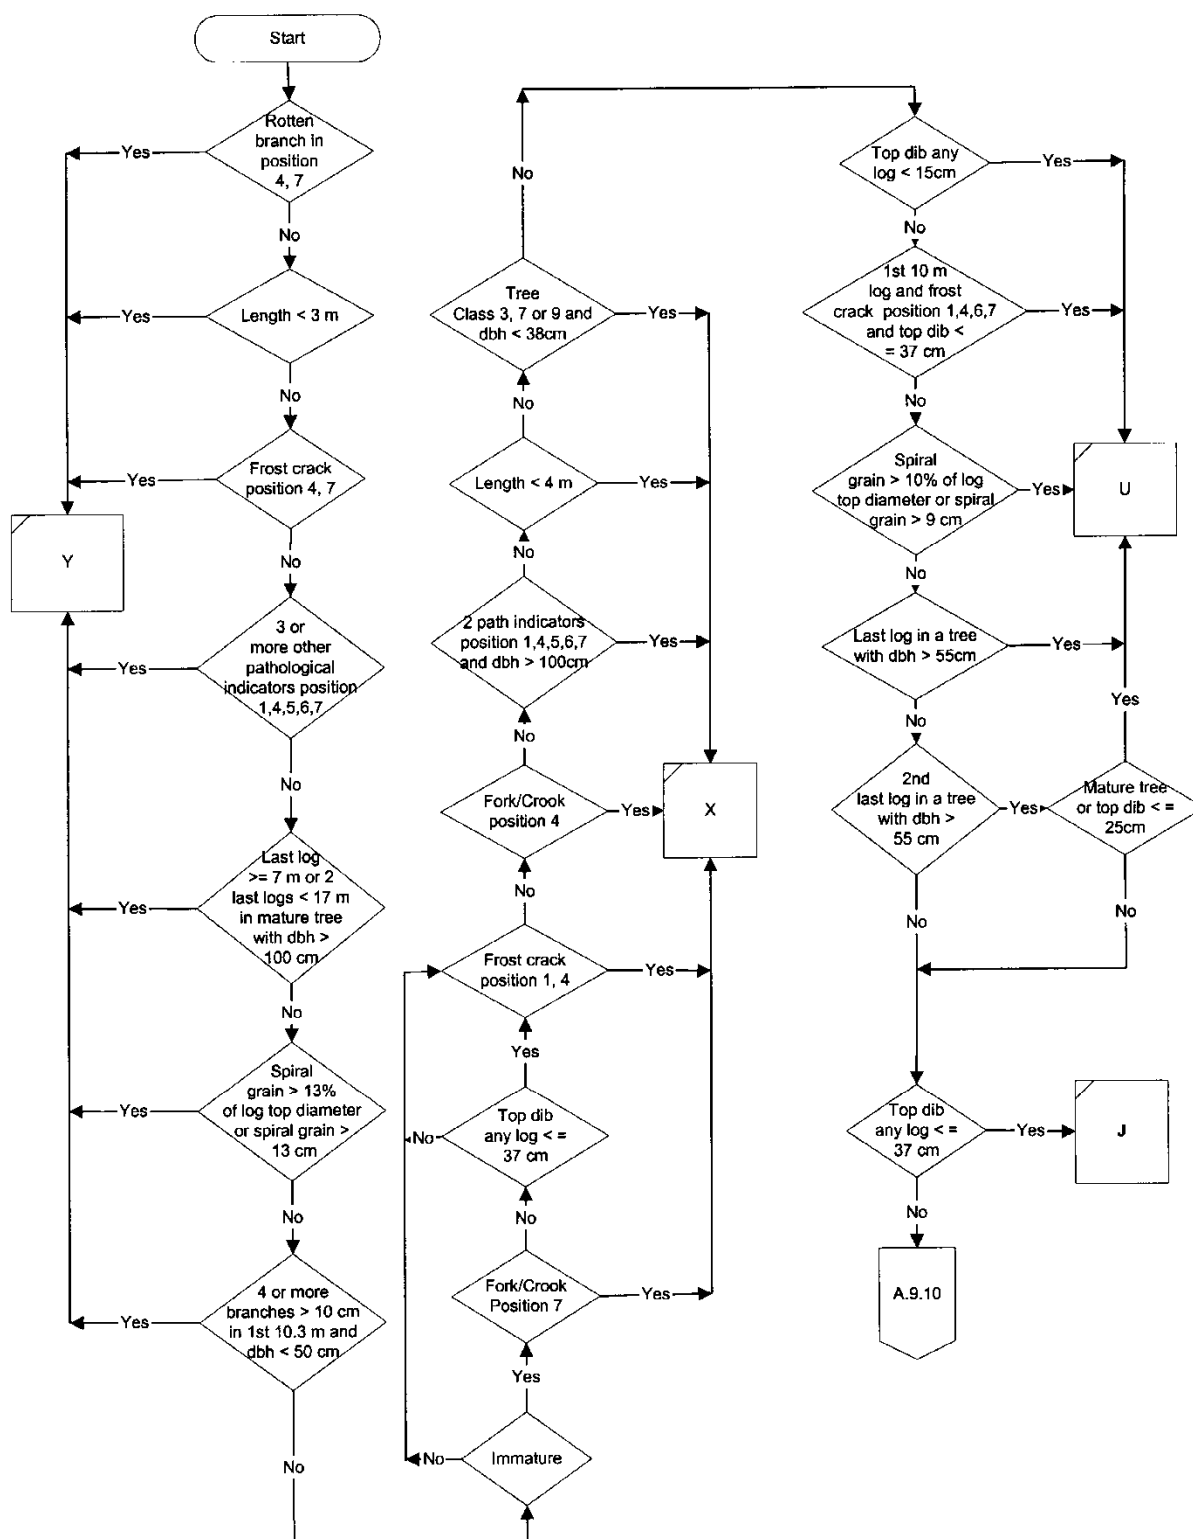 Start
Rotten
branch in
position
4, 7
Yes
No
Length < 3 m
Yes
No
Frost crack
position 4, 7
Yes
No
Y
3 or
more other
pathological
indicators position
1,4,5,6,7
Yes
No
Last log
>= 7 m or 2
last logs < 17 m
in mature tree
with dbh >
100 cm
Yes
No
Spiral
grain > 13%
of log top diameter
or spiral grain >
13 cm
Yes
No
4 or more
branches > 10 cm
in 1st 10.3 m and
dbh < 50 cm
Yes
No
No
Tree
Class 3, 7 or 9 and
dbh < 38cm
Yes
No
Length < 4 m
Yes
No
2 path indicators
position 1,4,5,6,7
and dbh > 100cm
Yes
No
Fork/Crook
position 4
Yes
X
No
Frost crack
position 1, 4
Yes
Yes
Top dib
any log < =
37 cm
No
No
Fork/Crook
Position 7
Yes
Yes
Immature
No
Top dib any
log < 15cm
Yes
No
1st 10 m
log and frost
crack position 1,4,6,7
and top dib <
= 37 cm
Yes
No
Spiral
grain > 10% of log
top diameter or spiral
grain > 9 cm
Yes
U
No
Last log in a tree
with dbh > 55cm
Yes
No
Yes
2nd
last log in a tree
with dbh >
55 cm
Yes
Mature tree
or top dib < =
25cm
No
No
Top dib
any log < =
37 cm
Yes
J
No
A.9.10